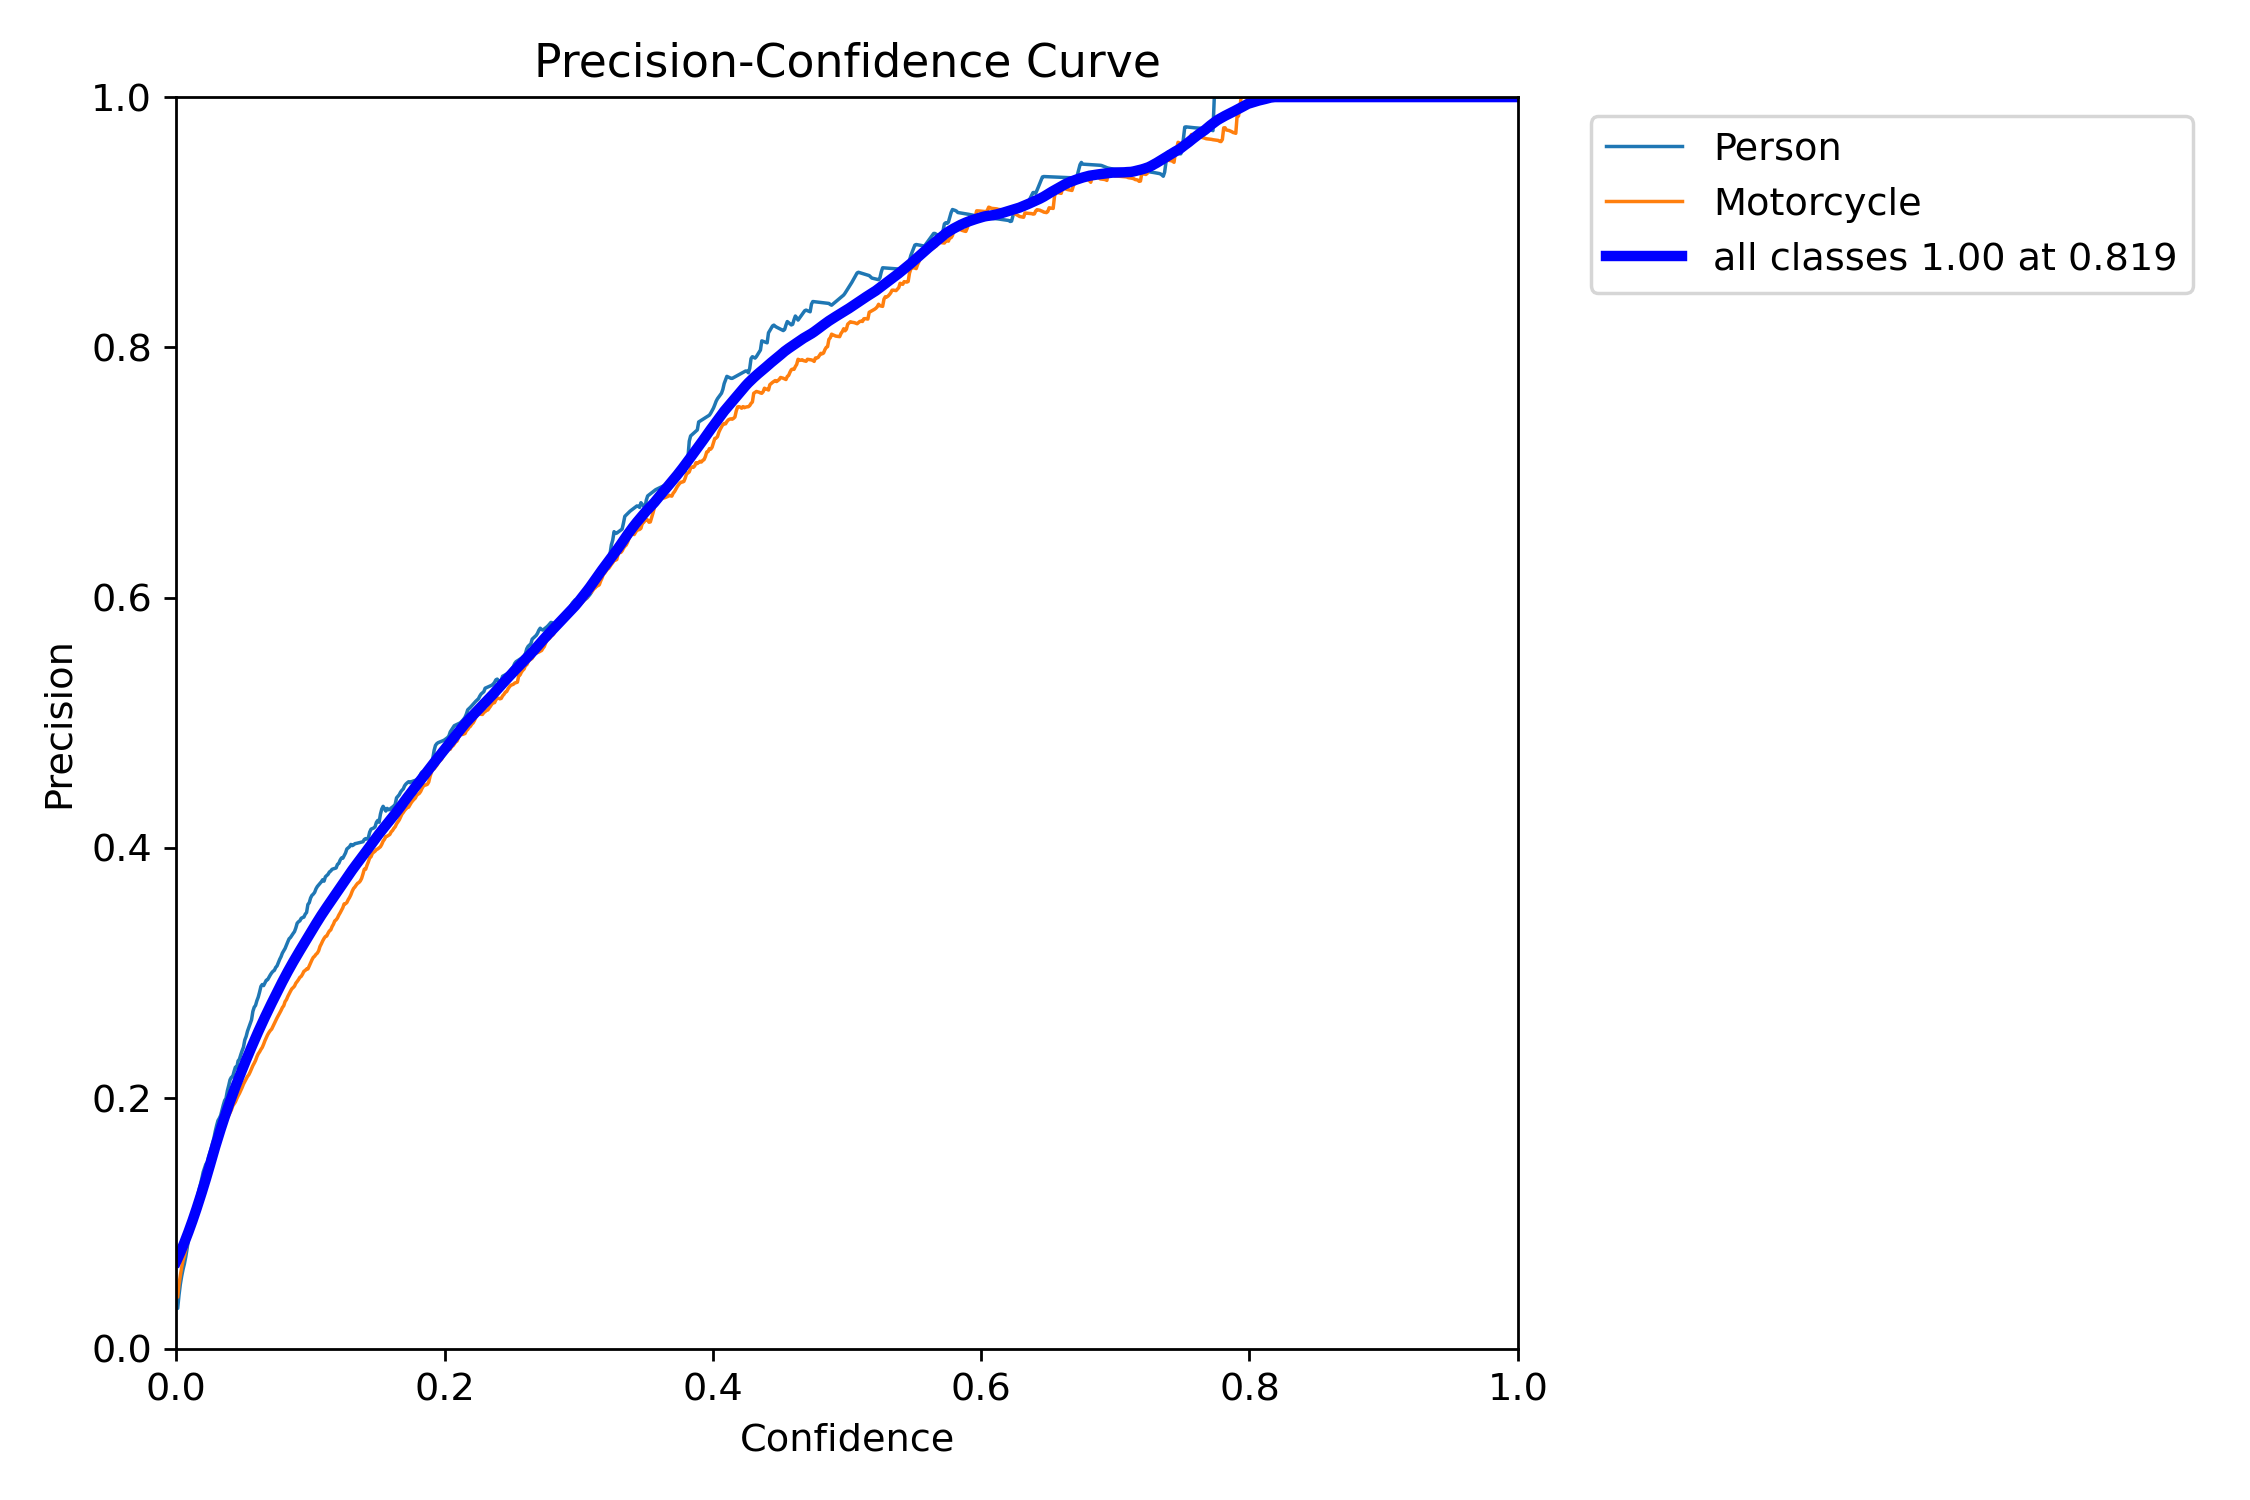 Precision-Confidence Curve
1.0
0.8
0.6
0.4
0.2
0.0
Precision
0.0 0.2 0.4 0.6 0.8 1.0
Confidence
Person
Motorcycle
all classes 1.00 at 0.819